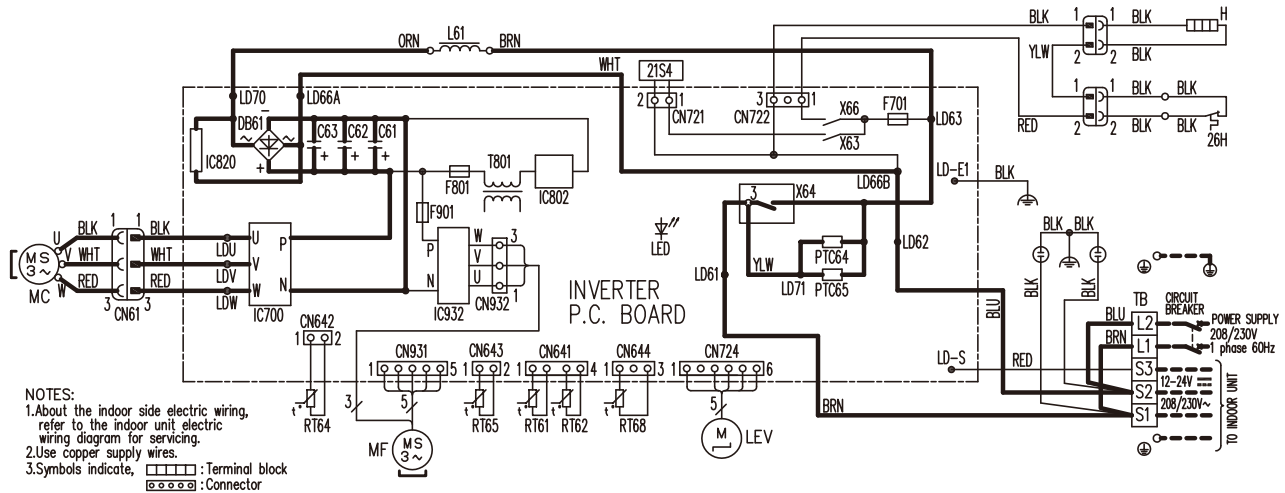 BLK 1 1 BLK H
YLW 2 2 BLK
BLK BLK
1 1
RED 2 2 BLK BLK
26H
ORN L61 BRN
WHT
21S4
2 1
CN721
3 1
CN722
X66
X63
F701
LD63
LD70
LD66A
DB61
−
~ ~
+
C63 C62 C61
+ + +
IC820
F801
T801
IC802
F901
LD66B
LD-E1 BLK
3 X64
LED
PTC64
PTC65
YLW
LD71
LD61
LD62
U BLK 1 1 BLK LDU U P
V WHT WHT LDV V
W RED 3 3 RED LDW W N
MS
3~
MC
CN61
IC700
P
N
W
V
U
3
1
IC932
CN932
INVERTER
P.C. BOARD
BLK BLK
BLK BLK
BLU
TB
CIRCUIT
BREAKER
BLU L2
BRN L1
POWER SUPPLY
208/230V
1 phase 60Hz
LD-S RED S3
12-24V
S2
208/230V~
BRN S1
TO INDOOR UNIT
CN642
1 2
t°
RT64
CN931
1 5
3
5
MF
MS
3~
CN643
1 2
t°
RT65
CN641
1 4
t° t°
RT61 RT62
CN644
1 3
t°
RT68
CN724
1 6
5
M
LEV
NOTES:
1.About the indoor side electric wiring,
refer to the indoor unit electric
wiring diagram for servicing.
2.Use copper supply wires.
3.Symbols indicate, : Terminal block
: Connector